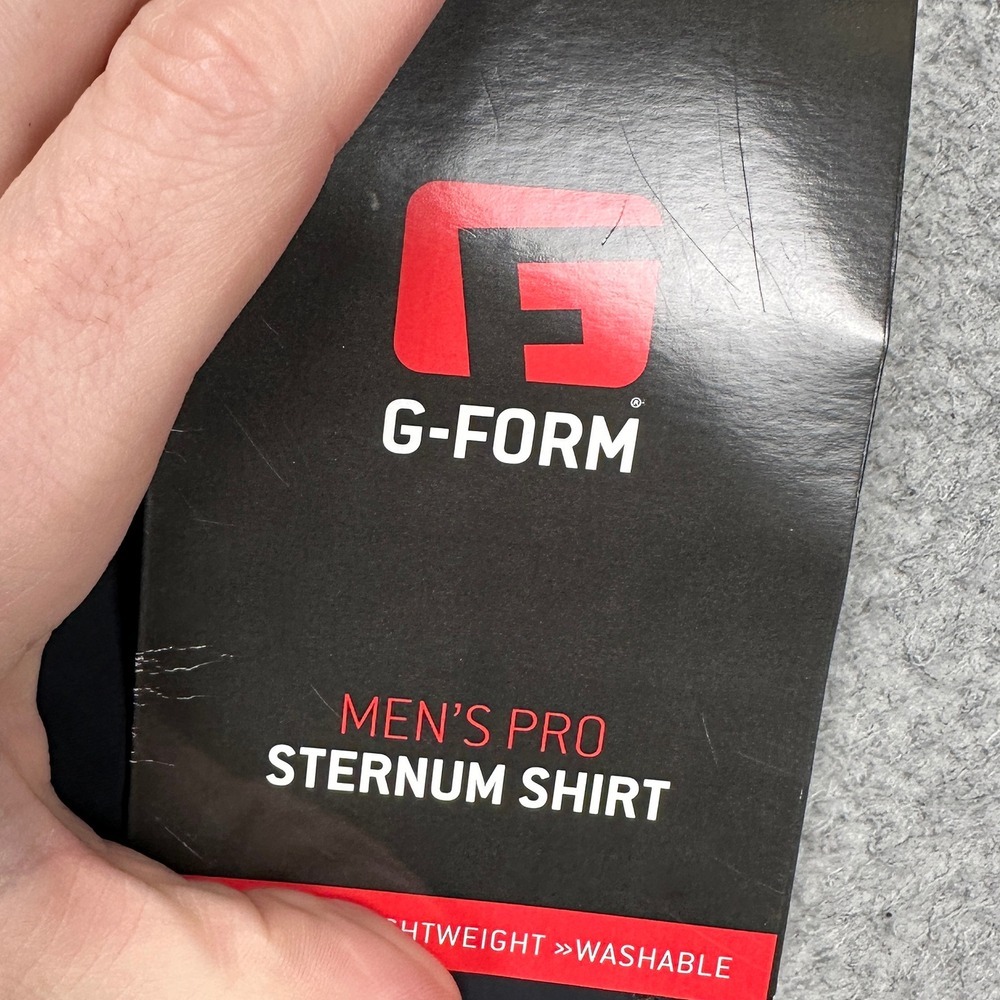 G-FORM®
MEN'S PRO
STERNUM SHIRT
»WASHABLE